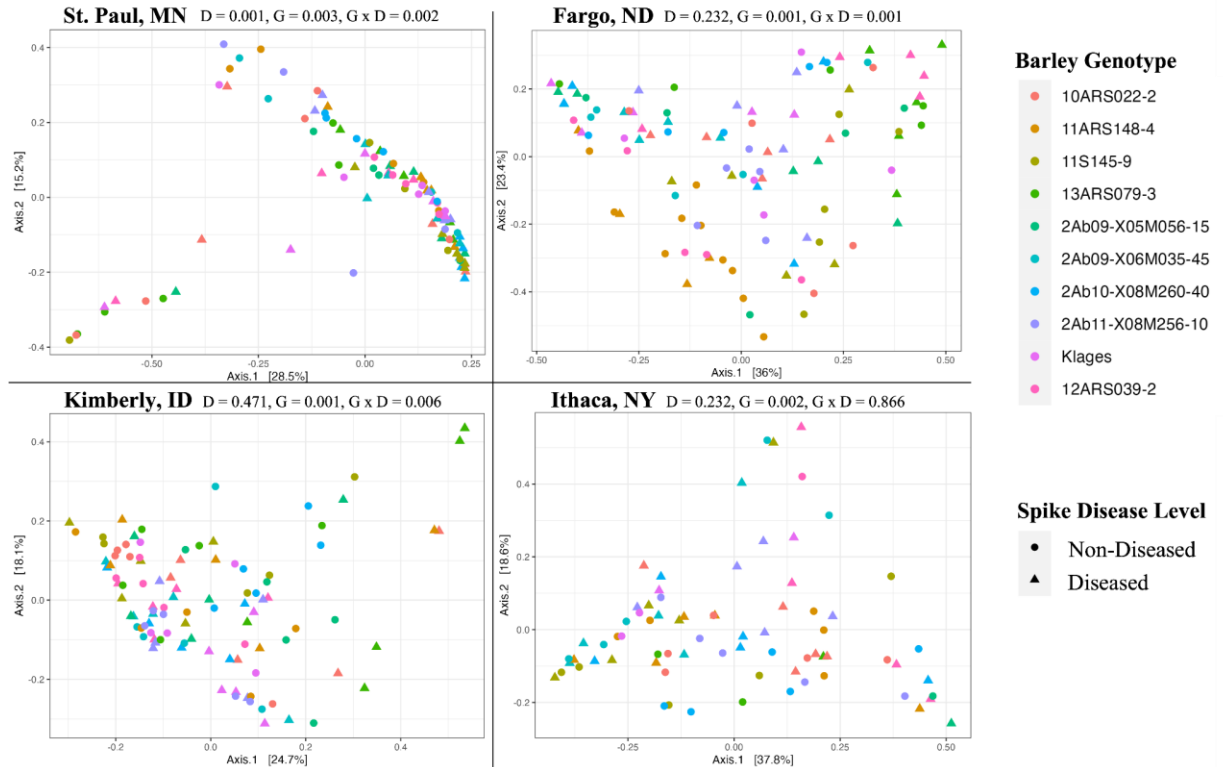 St. Paul, MN D = 0.001, G = 0.003, G x D = 0.002
0.4
0.2
0.0
-0.2
-0.4
Axis.2 [15.2%]
-0.50
-0.25
0.00
0.25
Axis.1 [28.5%]
Fargo, ND D = 0.232, G = 0.001, G x D = 0.001
0.2
0.0
-0.2
-0.4
Axis.2 [23.4%]
-0.50
-0.25
0.00
0.25
0.50
Axis.1 [36%]
Kimberly, ID D = 0.471, G = 0.001, G x D = 0.006
0.4
0.2
0.0
-0.2
Axis.2 [18.1%]
-0.2
0.0
0.2
0.4
Axis.1 [24.7%]
Ithaca, NY D = 0.232, G = 0.002, G x D = 0.866
0.4
0.2
0.0
-0.2
Axis.2 [18.6%]
-0.25
0.00
0.25
0.50
Axis.1 [37.8%]
Barley Genotype
10ARS022-2
11ARS148-4
11S145-9
13ARS079-3
2Ab09-X05M056-15
2Ab09-X06M035-45
2Ab10-X08M260-40
2Ab11-X08M256-10
Klages
12ARS039-2
Spike Disease Level
Non-Diseased
Diseased